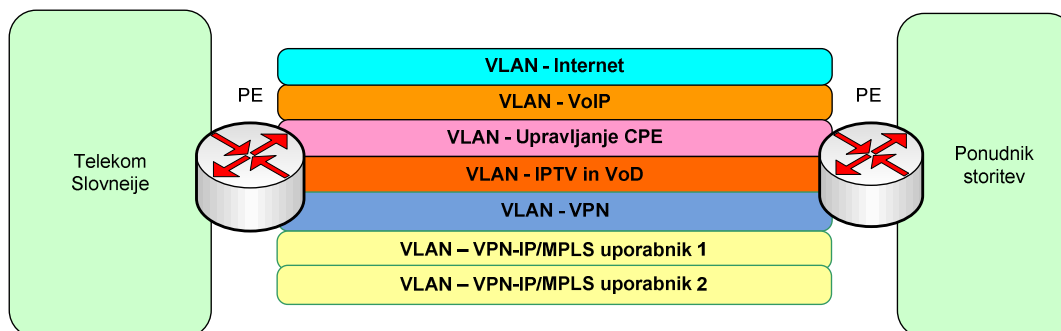 VLAN - Internet
PE
PE
VLAN - VoIP
VLAN - Upravljanje CPE
Telekom
Slovneije
VLAN - IPTV in VoD
Ponudnik
storitev
VLAN - VPN
VLAN – VPN-IP/MPLS uporabnik 1
VLAN – VPN-IP/MPLS uporabnik 2